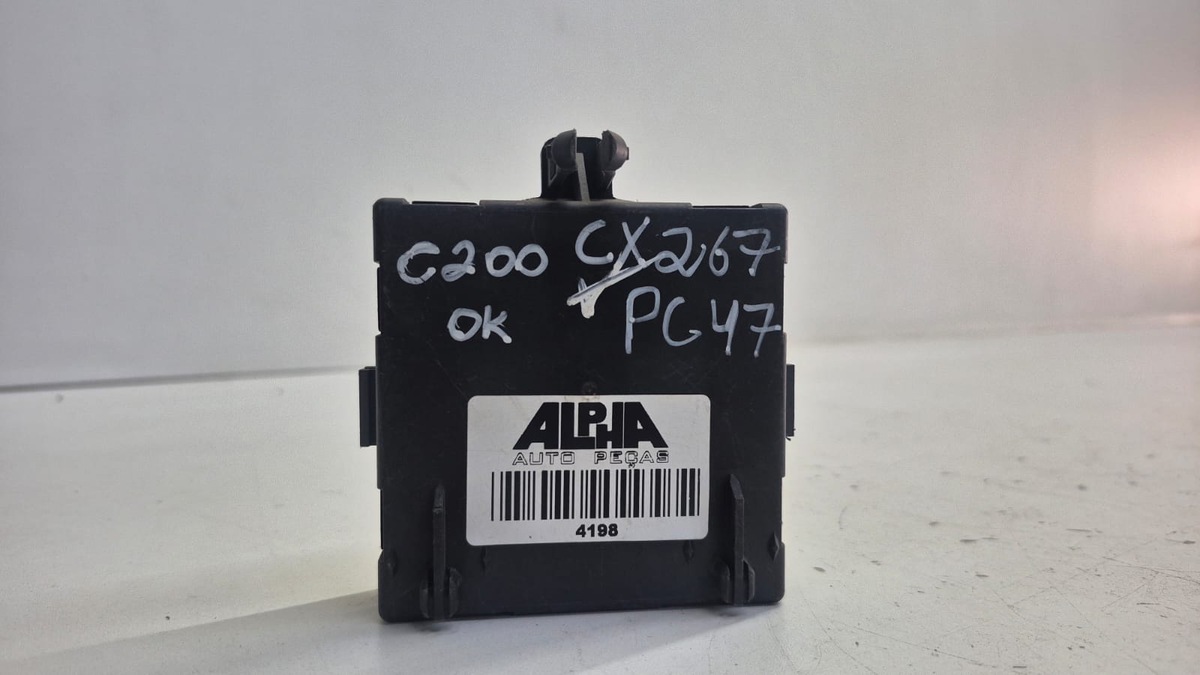 C200 CX267
OK PG47
ALPHA
AUTO PEÇAS
4198